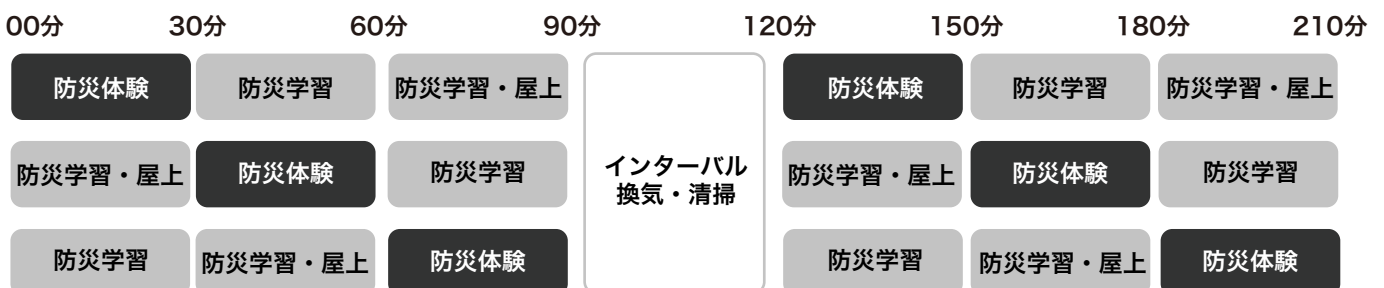 00分 30分 60分 90分 120分 150分 180分 210分
防災体験 防災学習 防災学習・屋上 防災体験 防災学習 防災学習・屋上
防災学習・屋上 防災体験 防災学習 インターバル 防災学習・屋上 防災体験 防災学習
換気・清掃
防災学習 防災学習・屋上 防災体験 防災学習 防災学習・屋上 防災体験